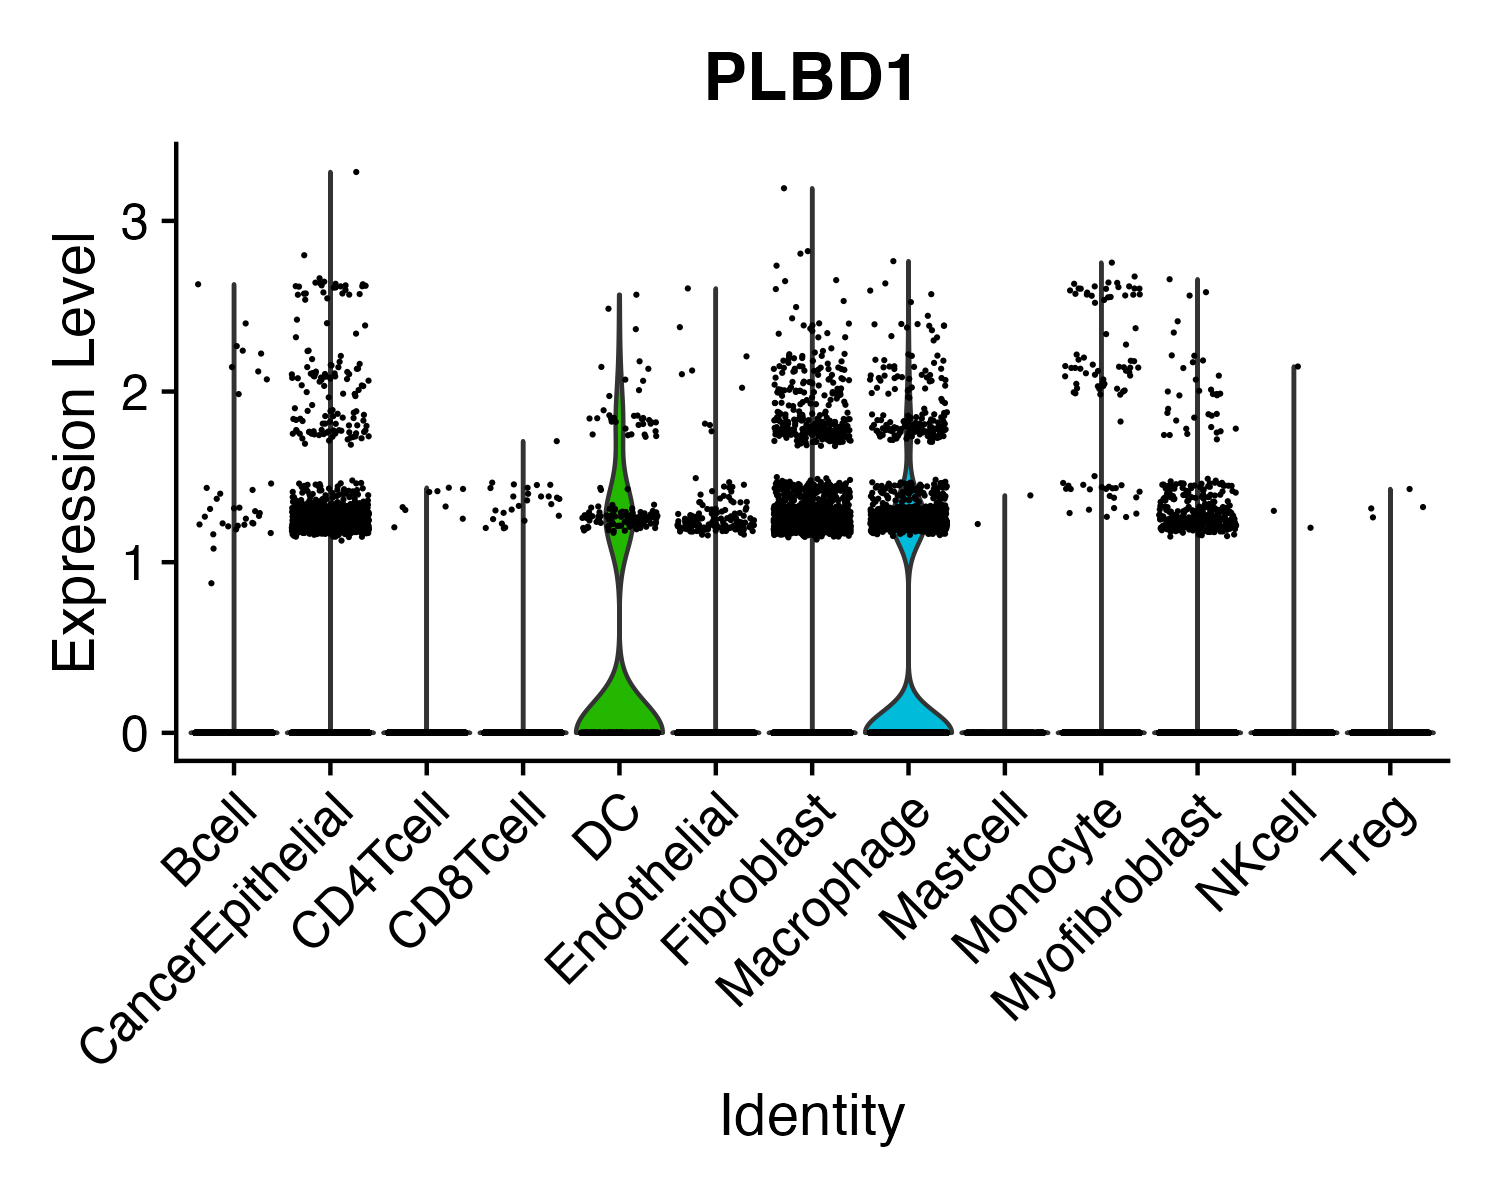 PLBD1
Expression Level
3
2
1
0
Bcell
CancerEpithelial
CD4Tcell
CD8Tcell
DC
Endothelial
Fibroblast
Macrophage
Mastcell
Monocyte
Myofibroblast
NKcell
Treg
Identity